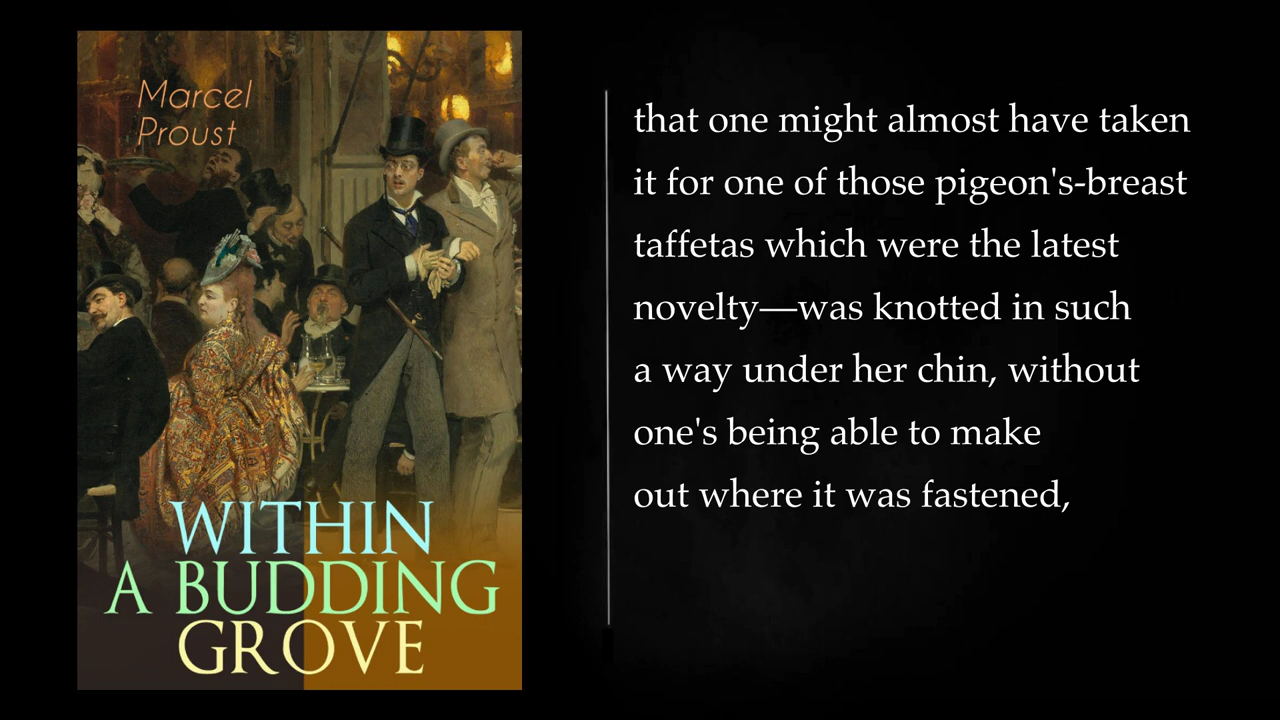 Marcel
Proust
WITHIN
A BUDDING
GROVE
that one might almost have taken
it for one of those pigeon's-breast
taffetas which were the latest
novelty—was knotted in such
a way under her chin, without
one's being able to make
out where it was fastened,